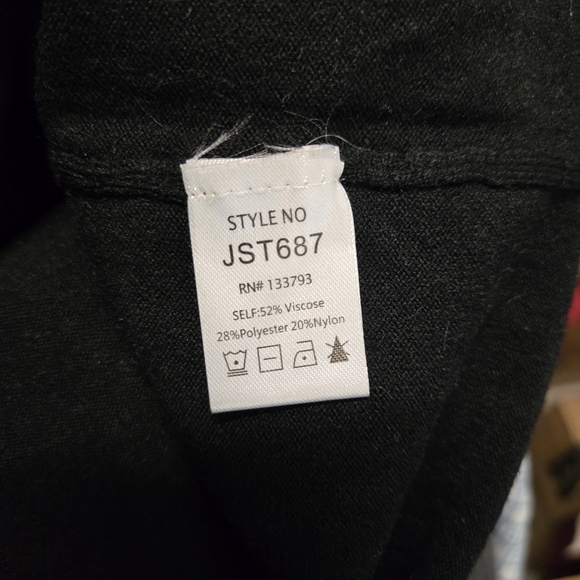 STYLE NO
JST687
RN# 133793
SELF:52% Viscose
28%Polyester 20%Nylon